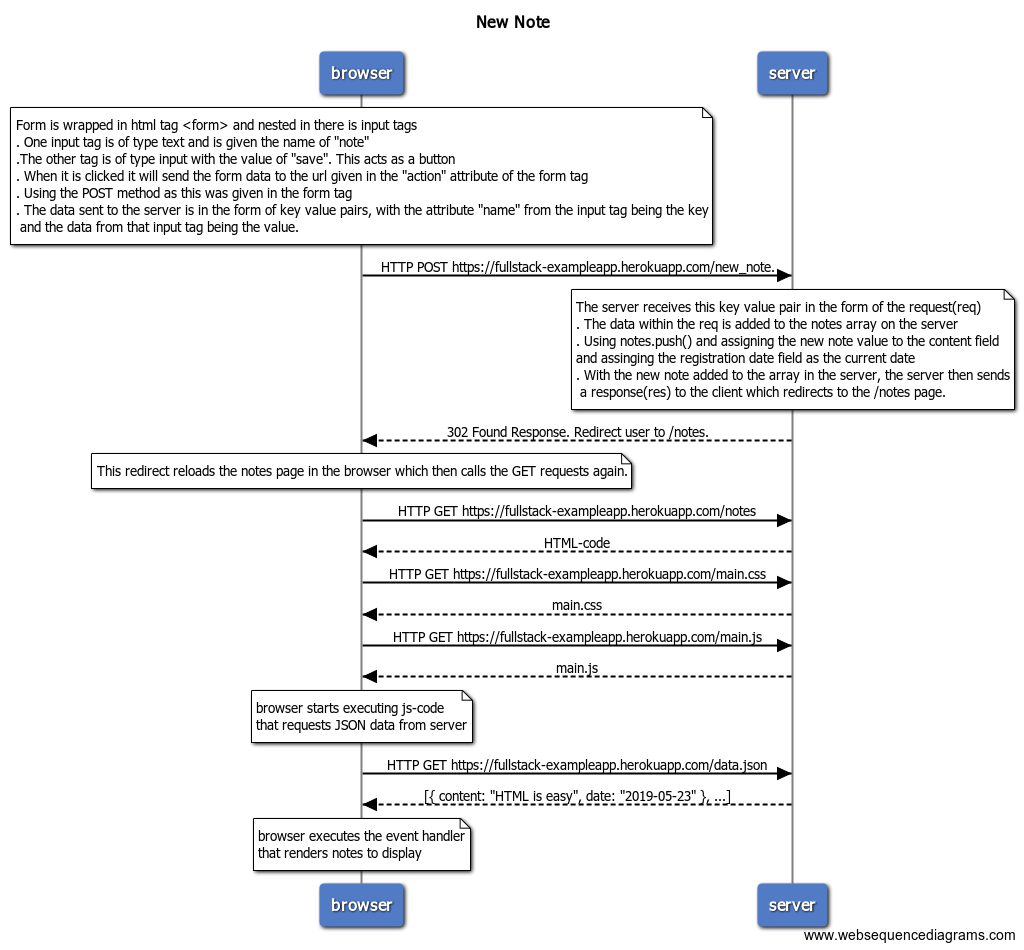 New Note
browser
server
Form is wrapped in html tag <form> and nested in there is input tags
. One input tag is of type text and is given the name of "note"
.The other tag is of type input with the value of "save". This acts as a button
. When it is clicked it will send the form data to the url given in the "action" attribute of the form tag
. Using the POST method as this was given in the form tag
. The data sent to the server is in the form of key value pairs, with the attribute "name" from the input tag being the key
and the data from that input tag being the value.
HTTP POST https://fullstack-exampleapp.herokuapp.com/new_note.
The server receives this key value pair in the form of the request(req)
. The data within the req is added to the notes array on the server
. Using notes.push() and assigning the new note value to the content field
and assinging the registration date field as the current date
. With the new note added to the array in the server, the server then sends
a response(res) to the client which redirects to the /notes page.
302 Found Response. Redirect user to /notes.
This redirect reloads the notes page in the browser which then calls the GET requests again.
HTTP GET https://fullstack-exampleapp.herokuapp.com/notes
HTML-code
HTTP GET https://fullstack-exampleapp.herokuapp.com/main.css
main.css
HTTP GET https://fullstack-exampleapp.herokuapp.com/main.js
main.js
browser starts executing js-code
that requests JSON data from server
HTTP GET https://fullstack-exampleapp.herokuapp.com/data.json
[{ content: "HTML is easy", date: "2019-05-23" }, ...]
browser executes the event handler
that renders notes to display
browser
server
www.websequencediagrams.com